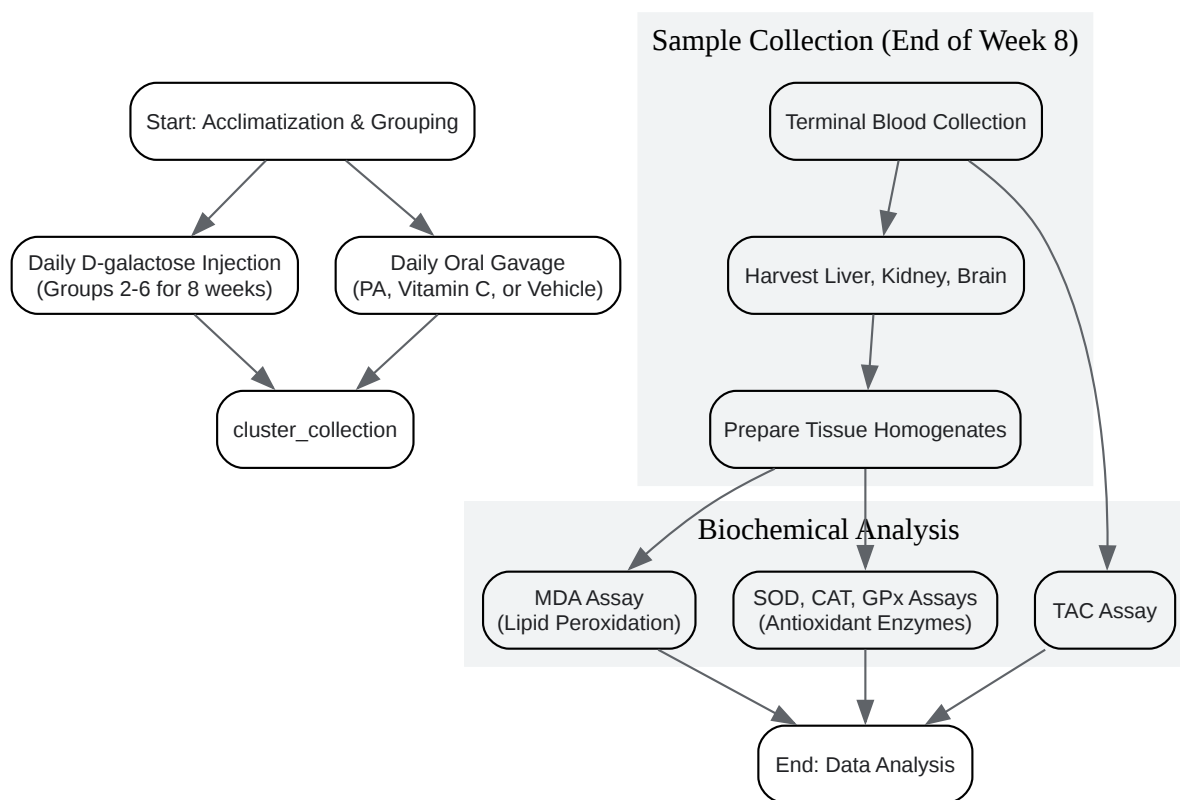 Sample Collection (End of Week 8)
Start: Acclimatization & Grouping
Terminal Blood Collection
Daily D-galactose Injection
(Groups 2-6 for 8 weeks)
Daily Oral Gavage
(PA, Vitamin C, or Vehicle)
Harvest Liver, Kidney, Brain
cluster_collection
Prepare Tissue Homogenates
Biochemical Analysis
MDA Assay
(Lipid Peroxidation)
SOD, CAT, GPx Assays
(Antioxidant Enzymes)
TAC Assay
End: Data Analysis